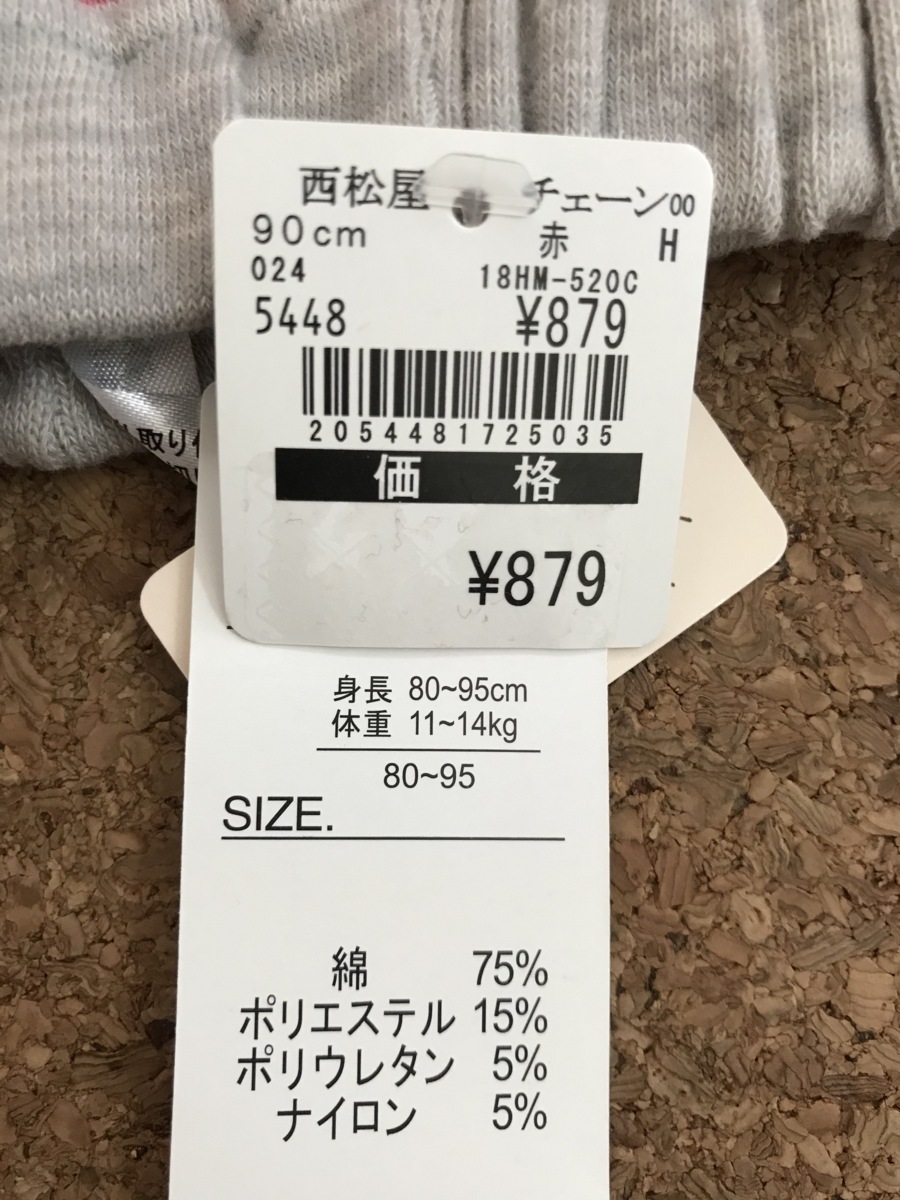 西松屋 チェーン00
90cm 赤 H
024 18HM-520C
5448 ¥879
2054481725035
価 格
¥879
取り
身長 80~95cm
体重 11~14kg
80~95
SIZE.
綿 75%
ポリエステル 15%
ポリウレタン 5%
ナイロン 5%